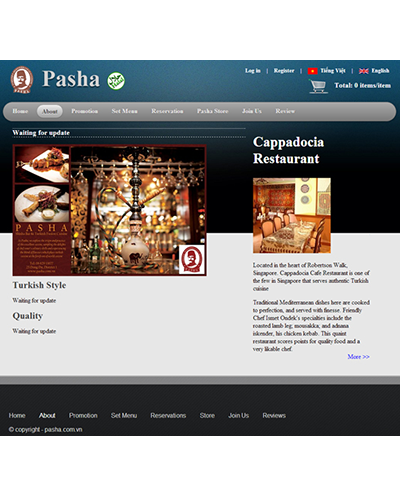 Pasha
Log in | Register | Tiếng Việt | English
Total: 0 items/item
Home About Promotion Set Menu Reservation Pasha Store Join Us Review
Waiting for update
PASHA
www.pasha.com.vn
Turkish Style
Waiting for update
Quality
Waiting for update
Cappadocia
Restaurant
Located in the heart of Robertson Walk,
Singapore. Cappadocia Cafe Restaurant is one of
the few in Singapore that serves authentic Turkish
cuisine
Traditional Mediterranean dishes here are cooked
to perfection, and served with finesse. Friendly
Chef Ismet Ondek's specialties include the
roasted lamb leg; moussakka; and adnana
iskender, his chicken kebab. This quaint
restaurant scores points for quality food and a
very likable chef.
More >>
Home About Promotion Set Menu Reservations Store Join Us Reviews
© copyright - pasha.com.vn